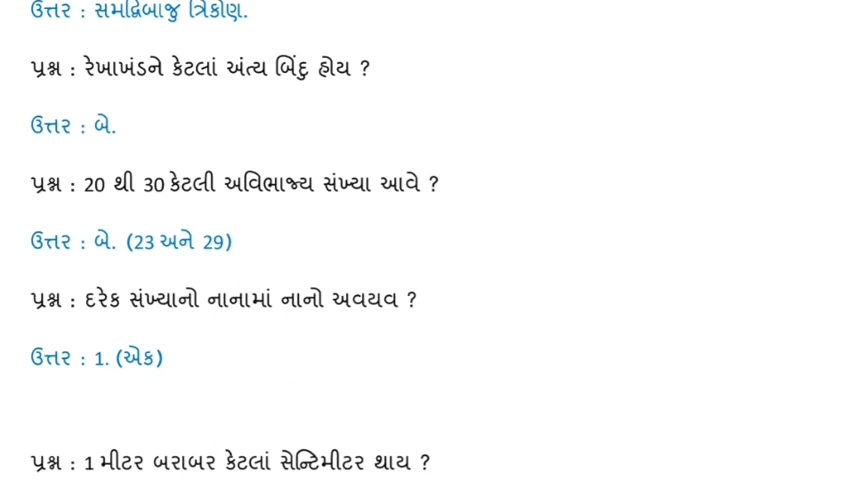 ઉત્તર : સમદ્વિબાજુ ત્રિકોણ.
પ્રશ્ન : રેખાખંડને કેટલાં અંત્ય બિંદુ હોય ?
ઉત્તર : બે.
પ્રશ્ન : 20 થી 30 કેટલી અવિભાજ્ય સંખ્યા આવે ?
ઉત્તર : બે. (23 અને 29)
પ્રશ્ન : દરેક સંખ્યાનો નાનામાં નાનો અવયવ ?
ઉત્તર : 1. (એક)
પ્રશ્ન : 1 મીટર બરાબર કેટલાં સેન્ટિમીટર થાય ?